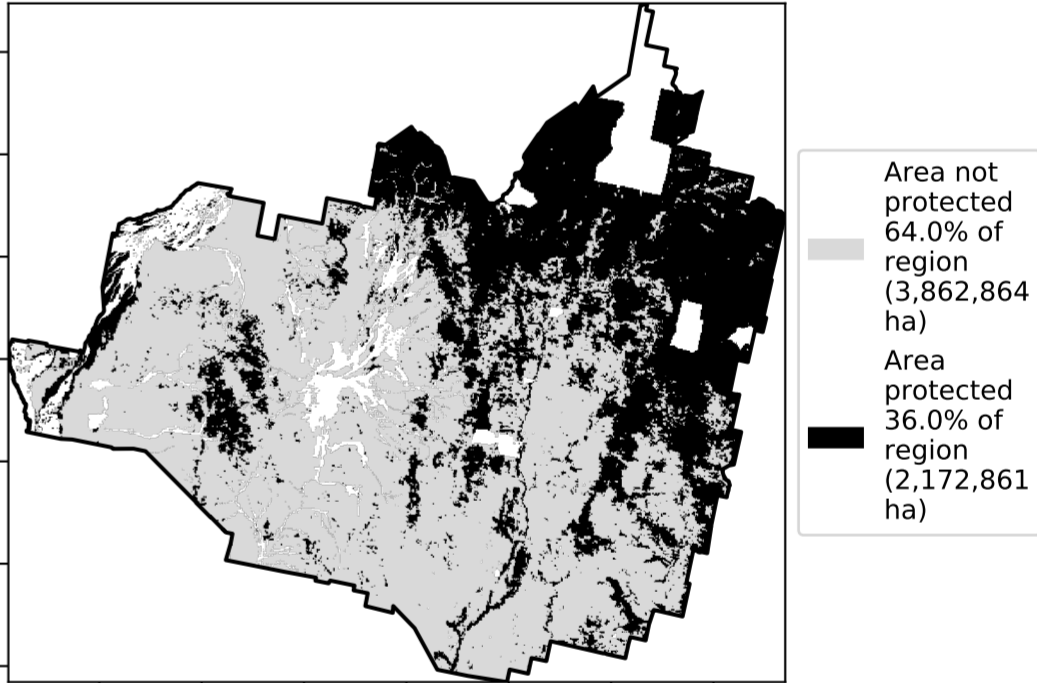 Area not
protected
64.0% of
region
(3,862,864
ha)
Area
protected
36.0% of
region
(2,172,861
ha)